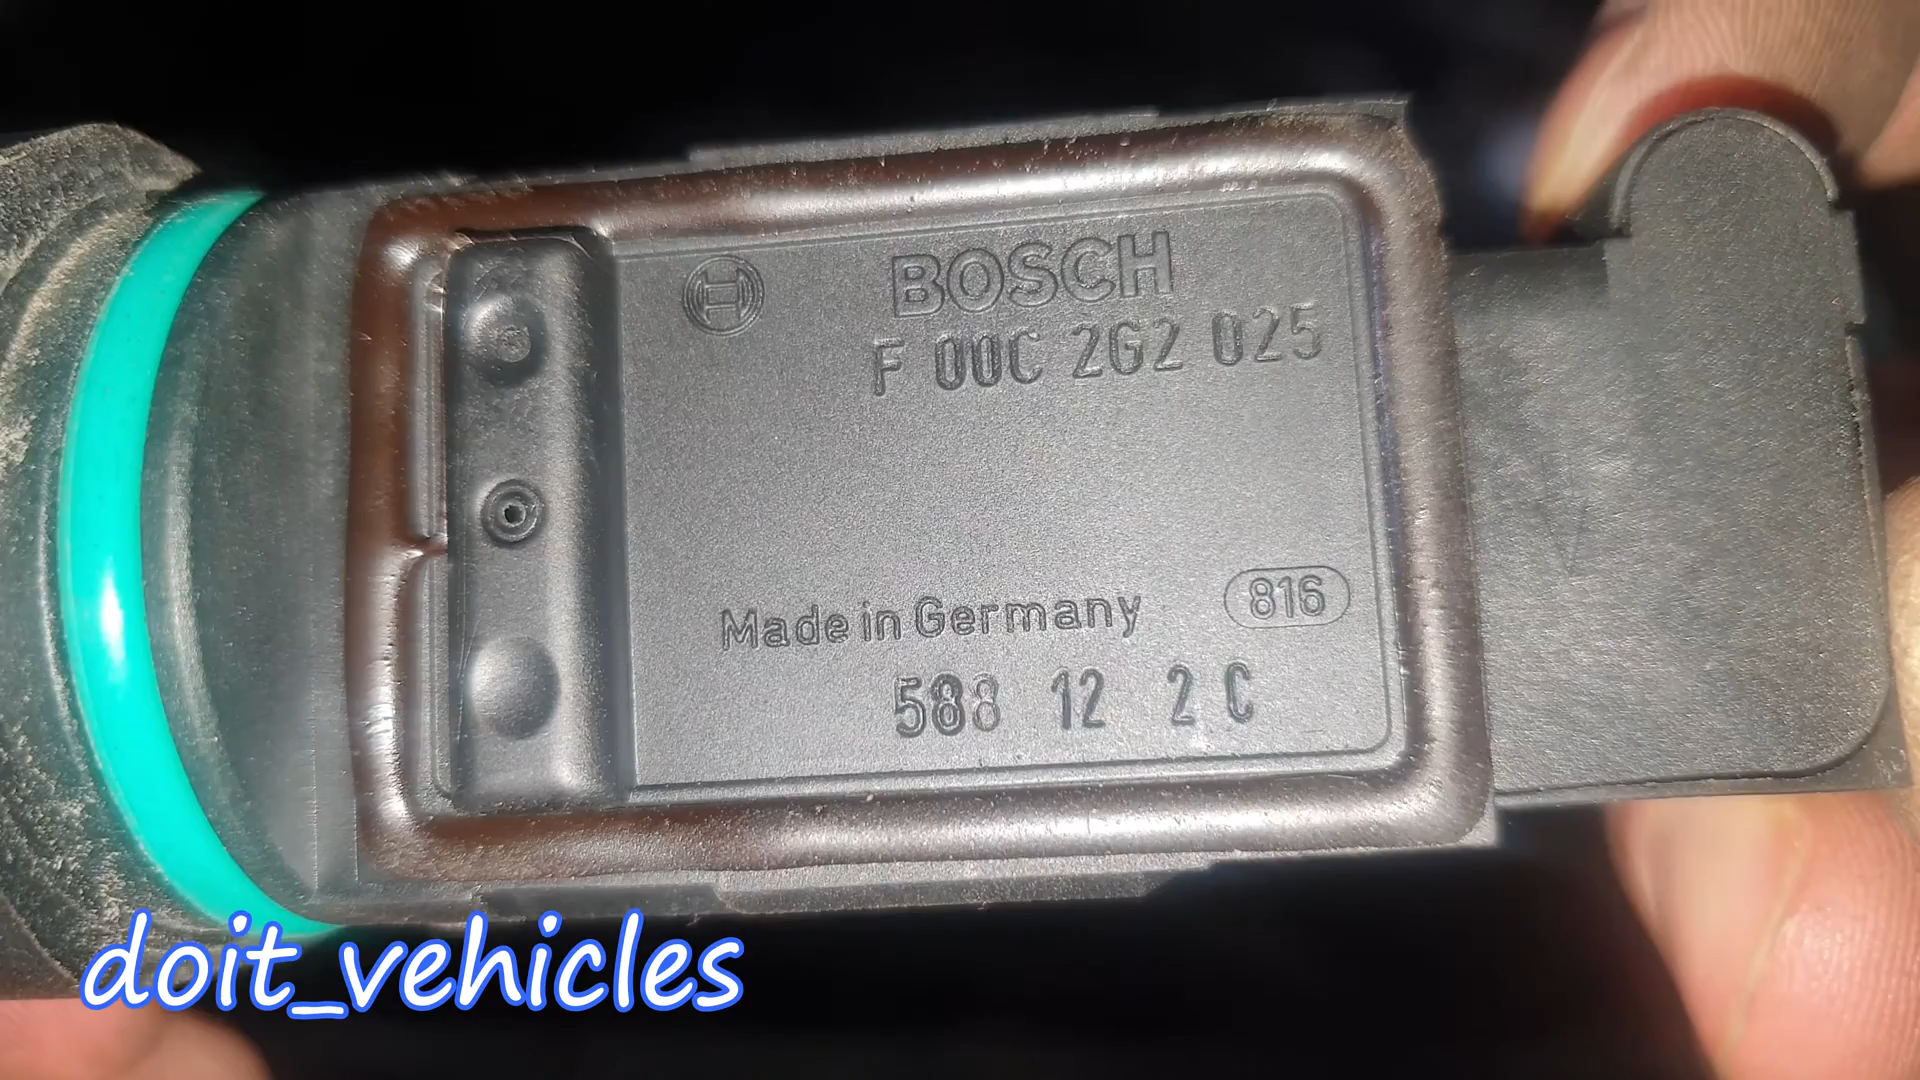 BOSCH
F 00C 2G2 025
Made in Germany 816
588 12 2 C
doit_vehicles